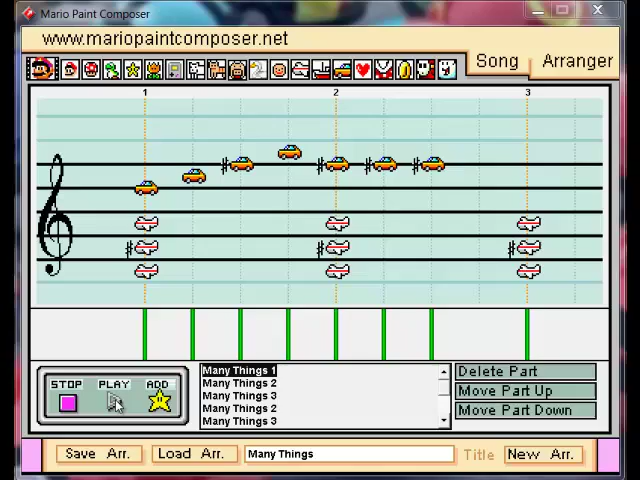 Mario Paint Composer
www.mariopaintcomposer.net
Song
Arranger
1
2
3
STOP
PLAY
ADD
Many Things 1
Many Things 2
Many Things 3
Many Things 2
Many Things 3
Delete Part
Move Part Up
Move Part Down
Save Arr.
Load Arr.
Many Things
Title
New Arr.